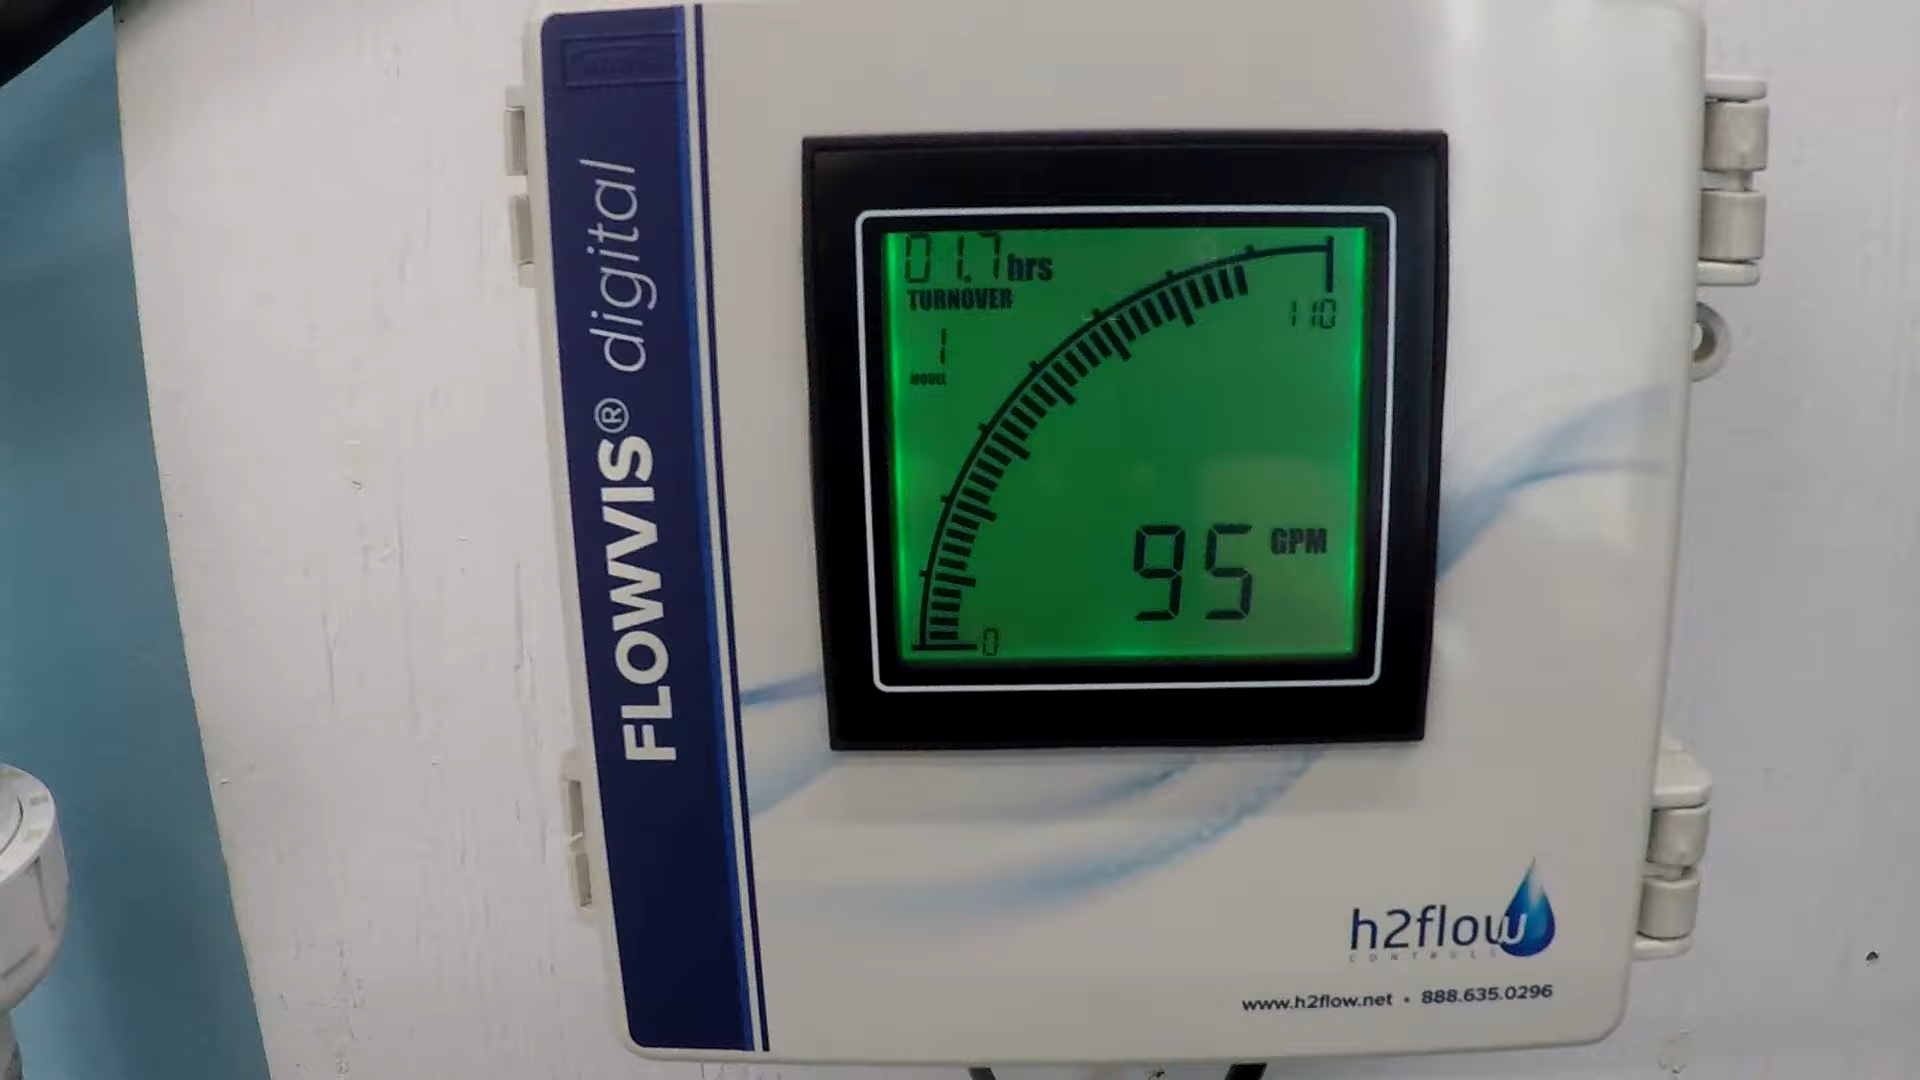 FLOWVIS® digital
01.7 hrs
TURNOVER
1
MODEL
110
95 GPM
0
h2flow
CONTROLS
www.h2flow.net • 888.635.0296